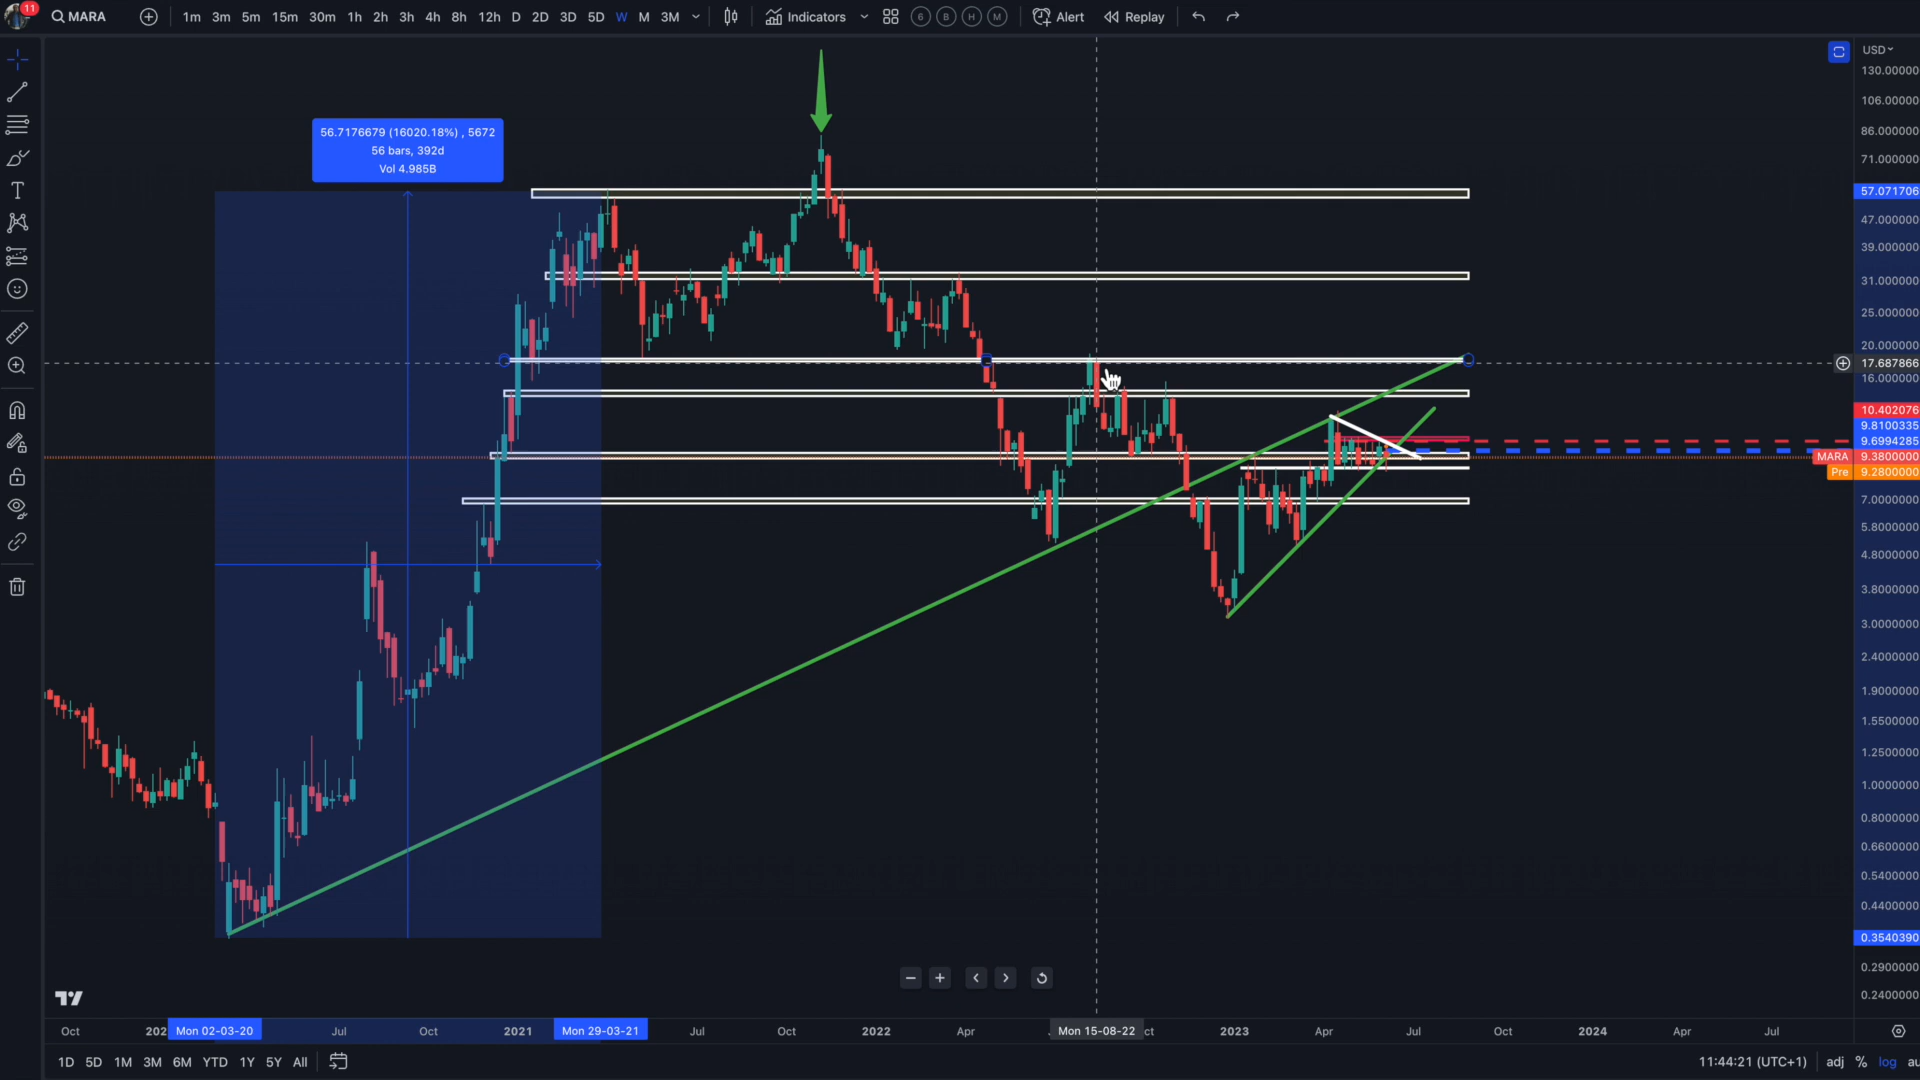 11
MARA
1m 3m 5m 15m 30m 1h 2h 3h 4h 8h 12h D 2D 3D 5D W M 3M
Indicators
6 B H M
Alert
Replay
USD
130.00000
106.00000
86.000000
71.000000
57.071706
47.000000
39.000000
31.000000
25.000000
20.000000
17.687866
16.000000
10.402076
9.8100335
9.6994285
MARA 9.3800000
Pre 9.2800000
7.0000000
5.8000000
4.8000000
3.8000000
3.0000000
2.4000000
1.9000000
1.5500000
1.2500000
1.0000000
0.8000000
0.6600000
0.5400000
0.4400000
0.3540390
0.2900000
0.2400000
56.7176679 (16020.18%) , 5672
56 bars, 392d
Vol 4.985B
Oct 202 Mon 02-03-20 Jul Oct 2021 Mon 29-03-21 Jul Oct 2022 Apr Mon 15-08-22 ct 2023 Apr Jul Oct 2024 Apr Jul
1D 5D 1M 3M 6M YTD 1Y 5Y All
11:44:21 (UTC+1) adj % log au